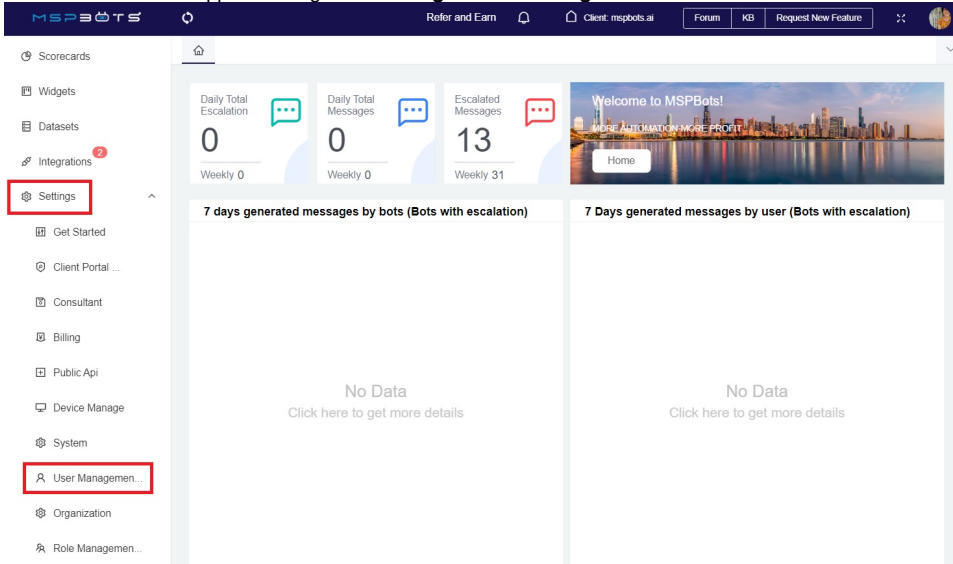 MSPBOTS
Refer and Earn
Client: mspbots.ai
Forum
KB
Request New Feature
Scorecards
Widgets
Datasets
Integrations
2
Settings
Get Started
Client Portal ...
Consultant
Billing
Public Api
Device Manage
System
User Managemen...
Organization
Role Managemen...
Daily Total
Escalation
0
Weekly 0
Daily Total
Messages
0
Weekly 0
Escalated
Messages
13
Weekly 31
Welcome to MSPBots!
MORE AUTOMATION MORE PROFIT
Home
7 days generated messages by bots (Bots with escalation)
No Data
Click here to get more details
7 Days generated messages by user (Bots with escalation)
No Data
Click here to get more details